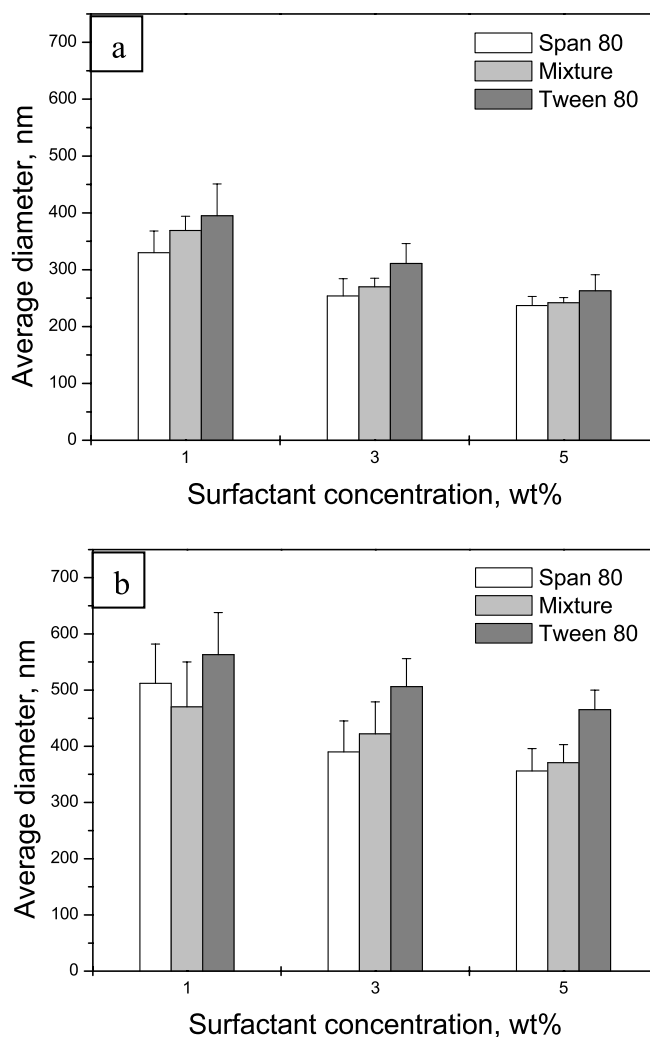 a
Span 80
Mixture
Tween 80
700
600
500
400
300
200
100
0
Average diameter, nm
1 3 5
Surfactant concentration, wt%
b
Span 80
Mixture
Tween 80
700
600
500
400
300
200
100
0
Average diameter, nm
1 3 5
Surfactant concentration, wt%